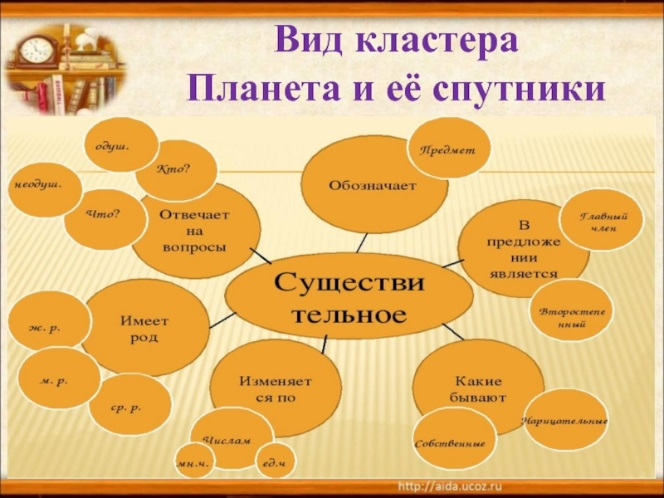 Вид кластера
Планета и её спутники
одуш.
Кто?
неодуш.
Что?
Отвечает
на
вопросы
Предмет
Обозначает
Главный
член
В
предложе
нии
является
Второстепе
нный
Существи
тельное
Имеет
род
ж. р.
м. р.
ср. р.
Изменяет
ся по
Числам
мн.ч.
ед.ч
Какие
бывают
Нарицательные
Собственные
http://aida.ucoz.ru